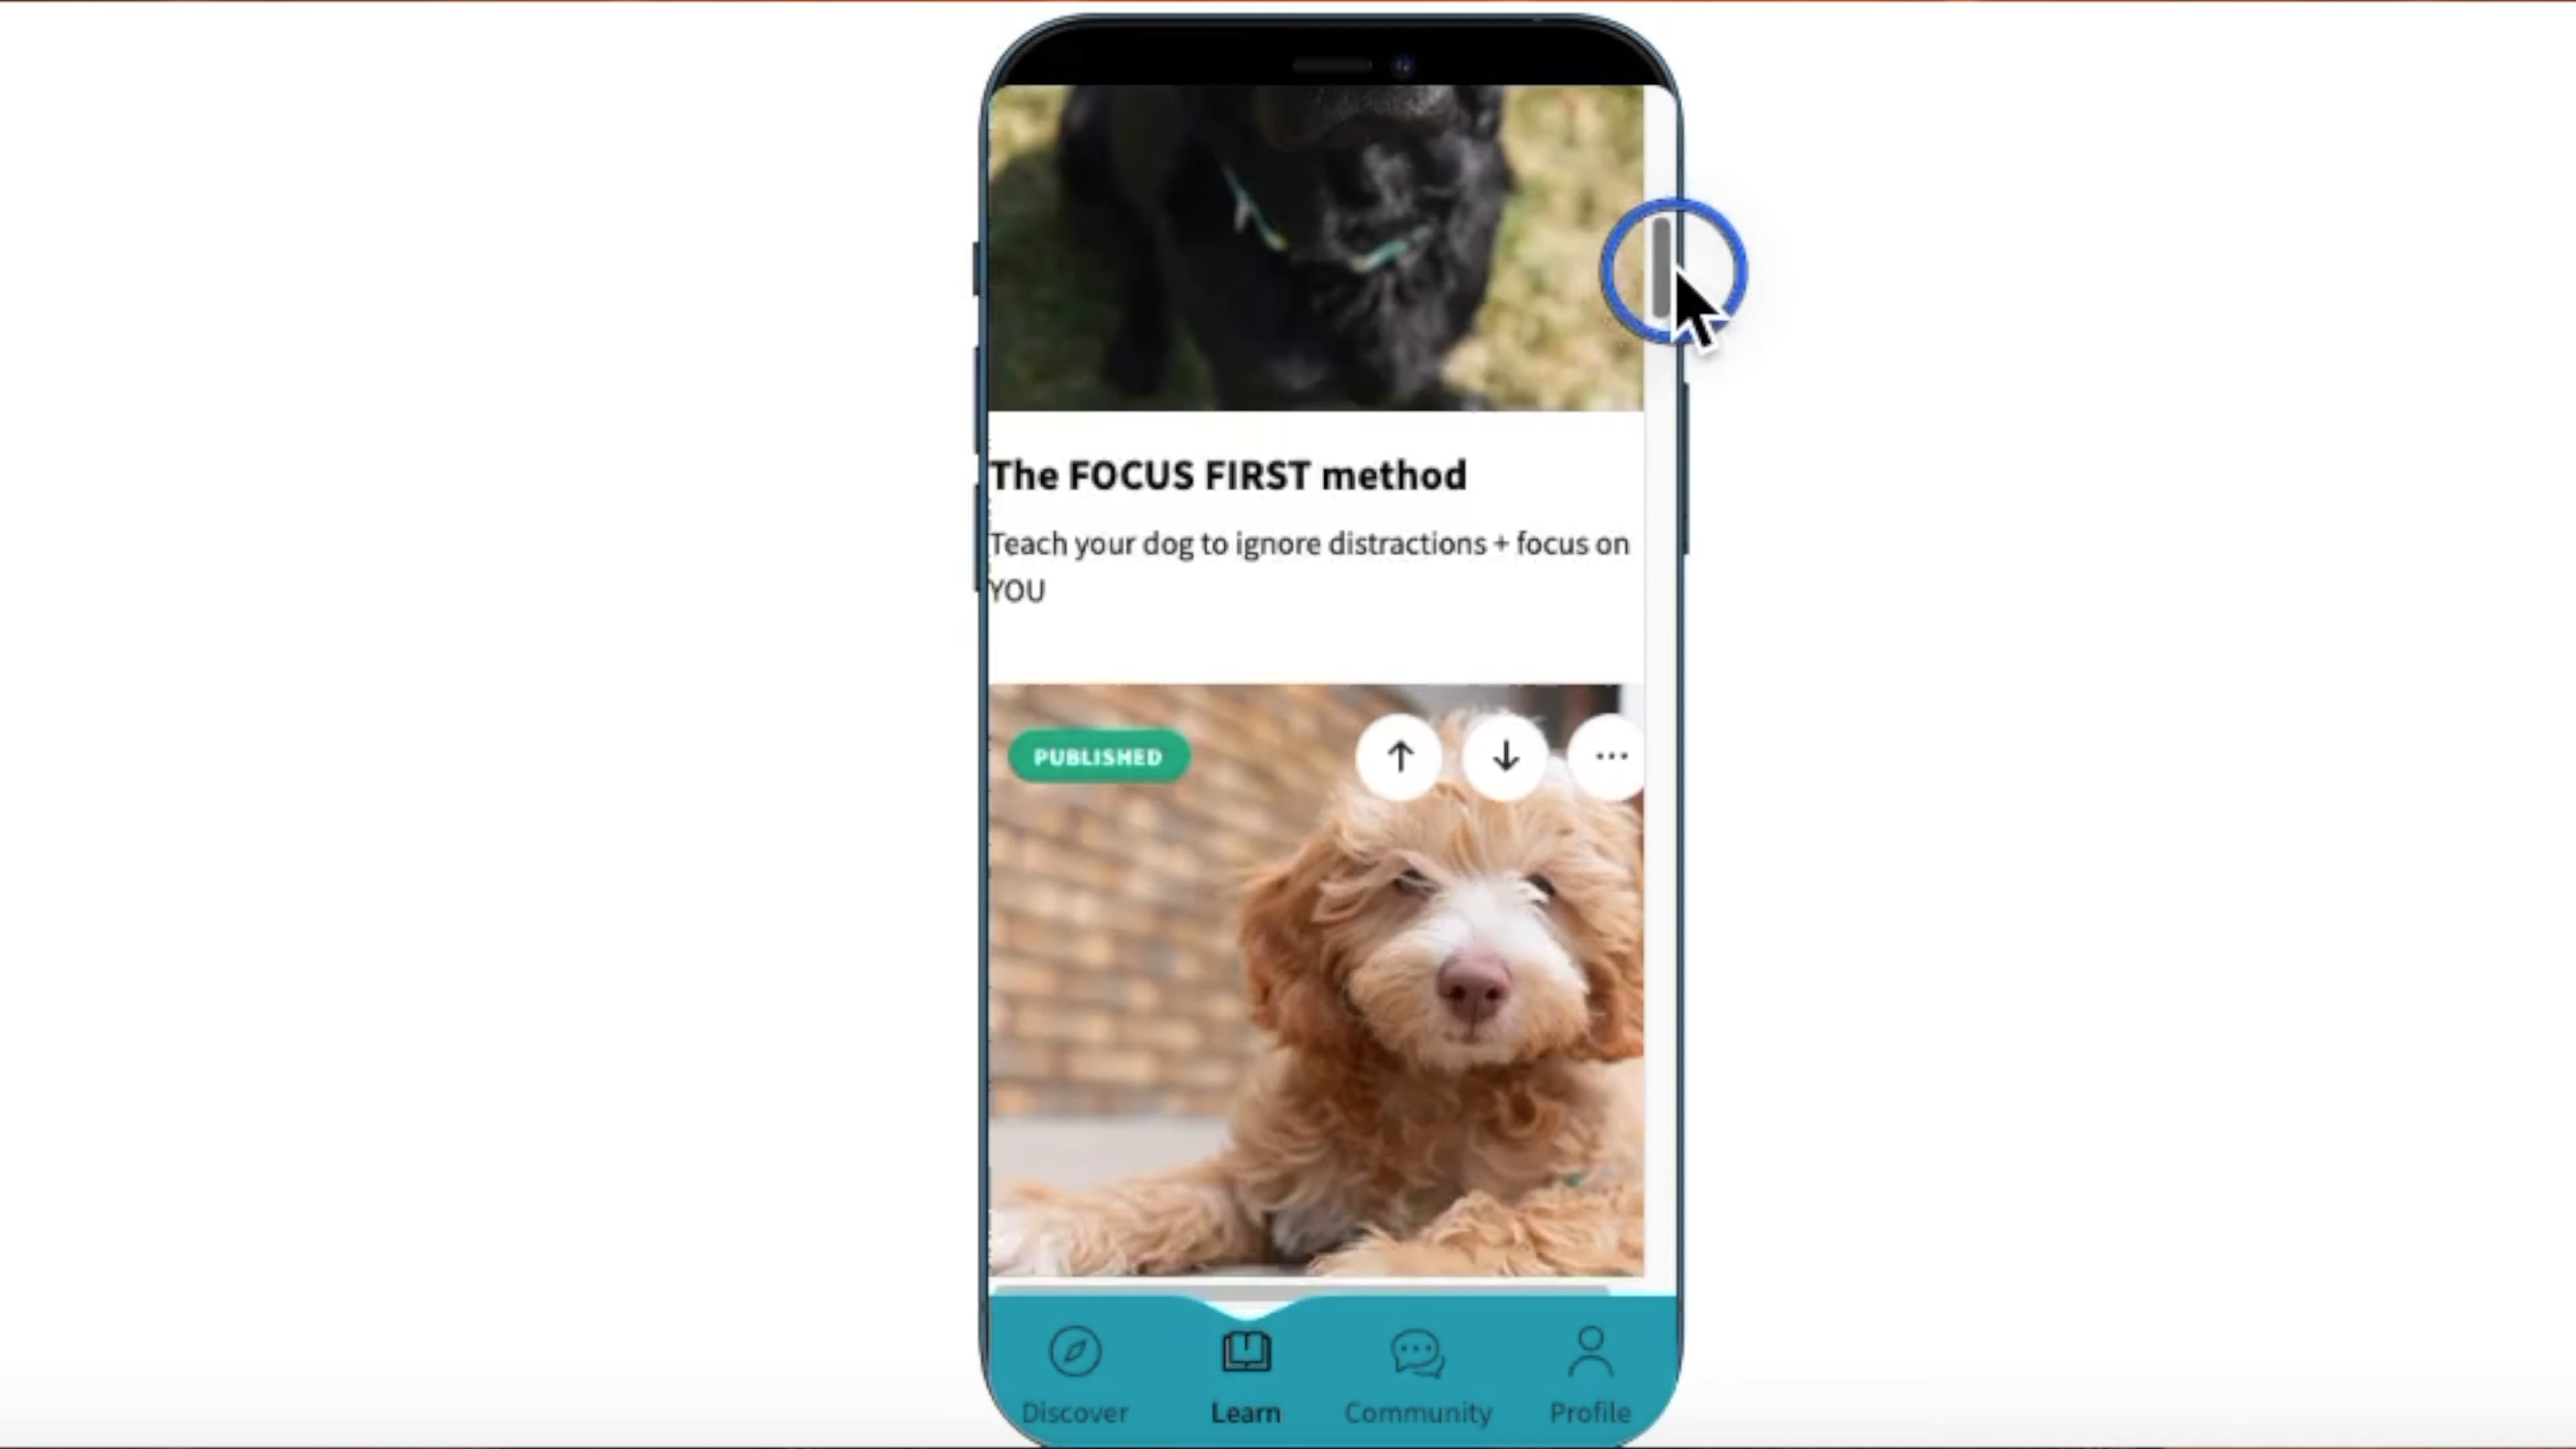 The FOCUS FIRST method
Teach your dog to ignore distractions + focus on
YOU
PUBLISHED
Discover
Learn
Community
Profile